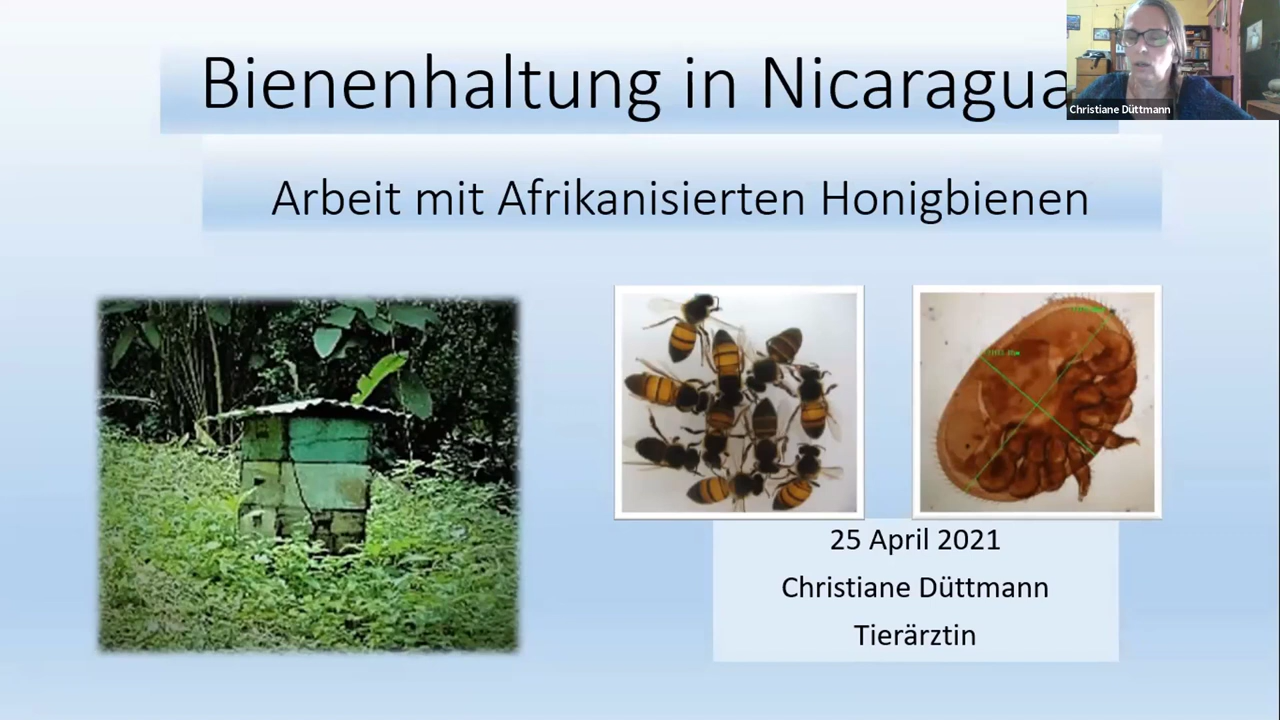 Bienenhaltung in Nicaragua
Christiane Düttmann
Arbeit mit Afrikanisierten Honigbienen
25 April 2021
Christiane Düttmann
Tierärztin